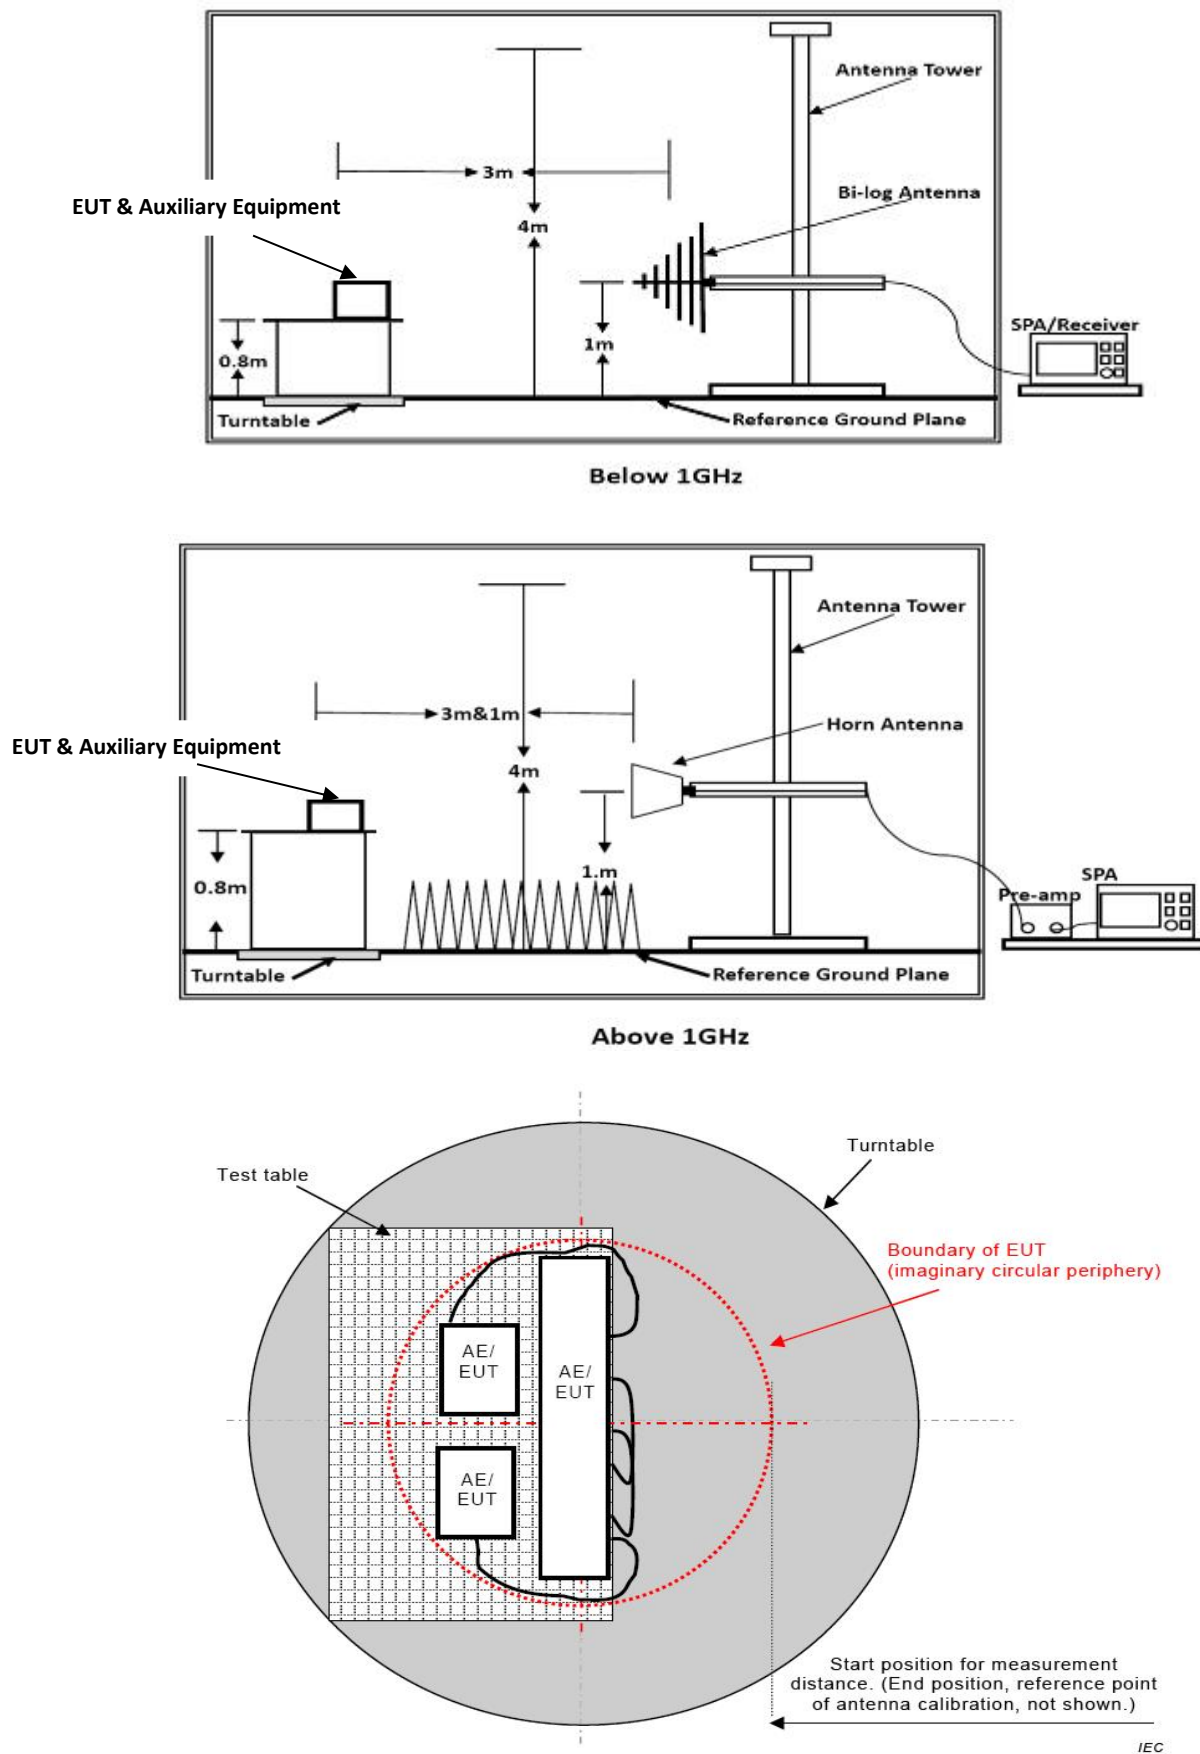 Antenna Tower
3m
Bi-log Antenna
EUT & Auxiliary Equipment
4m
SPA/Receiver
1m
0.8m
Turntable
Reference Ground Plane
Below 1GHz
Antenna Tower
3m&1m
Horn Antenna
EUT & Auxiliary Equipment
4m
1.m
SPA
0.8m
Pre-amp
Turntable
Reference Ground Plane
Above 1GHz
Turntable
Test table
Boundary of EUT
(imaginary circular periphery)
AE/
EUT
AE/
EUT
AE/
EUT
Start position for measurement
distance. (End position, reference point
of antenna calibration, not shown.)
IEC